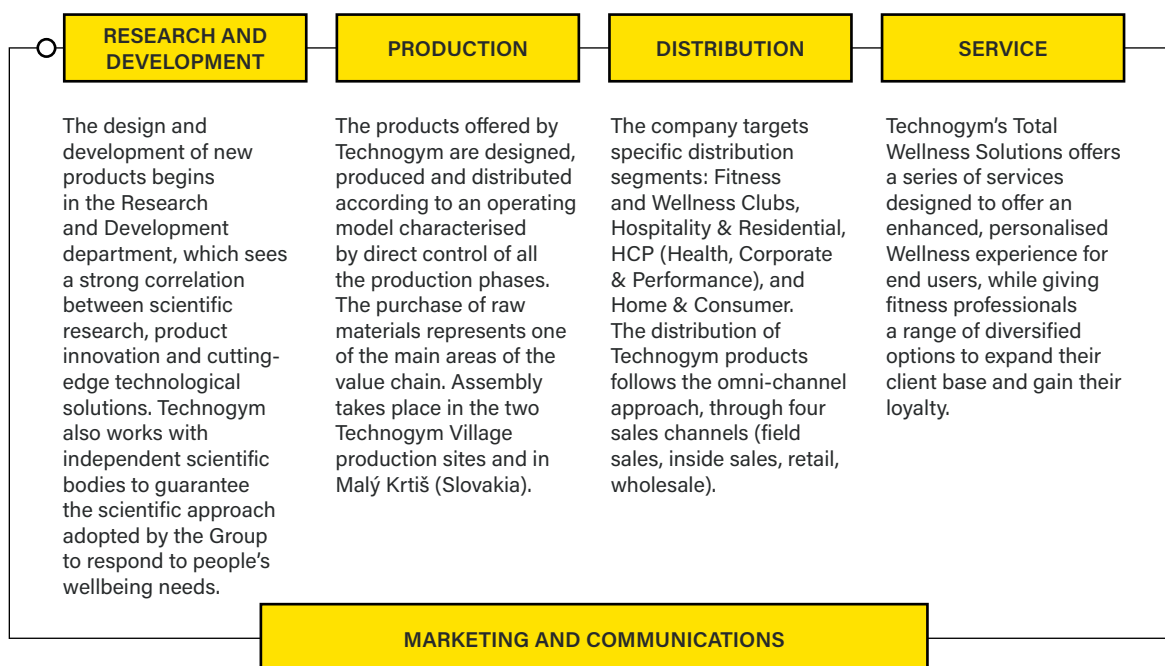 RESEARCH AND
DEVELOPMENT
The design and
development of new
products begins
in the Research
and Development
department, which sees
a strong correlation
between scientific
research, product
innovation and cutting-
edge technological
solutions. Technogym
also works with
independent scientific
bodies to guarantee
the scientific approach
adopted by the Group
to respond to people’s
wellbeing needs.
PRODUCTION
The products offered by
Technogym are designed,
produced and distributed
according to an operating
model characterised
by direct control of all
the production phases.
The purchase of raw
materials represents one
of the main areas of the
value chain. Assembly
takes place in the two
Technogym Village
production sites and in
Malý Krtiš (Slovakia).
DISTRIBUTION
The company targets
specific distribution
segments: Fitness
and Wellness Clubs,
Hospitality & Residential,
HCP (Health, Corporate
& Performance), and
Home & Consumer.
The distribution of
Technogym products
follows the omni-channel
approach, through four
sales channels (field
sales, inside sales, retail,
wholesale).
SERVICE
Technogym’s Total
Wellness Solutions offers
a series of services
designed to offer an
enhanced, personalised
Wellness experience for
end users, while giving
fitness professionals
a range of diversified
options to expand their
client base and gain their
loyalty.
MARKETING AND COMMUNICATIONS